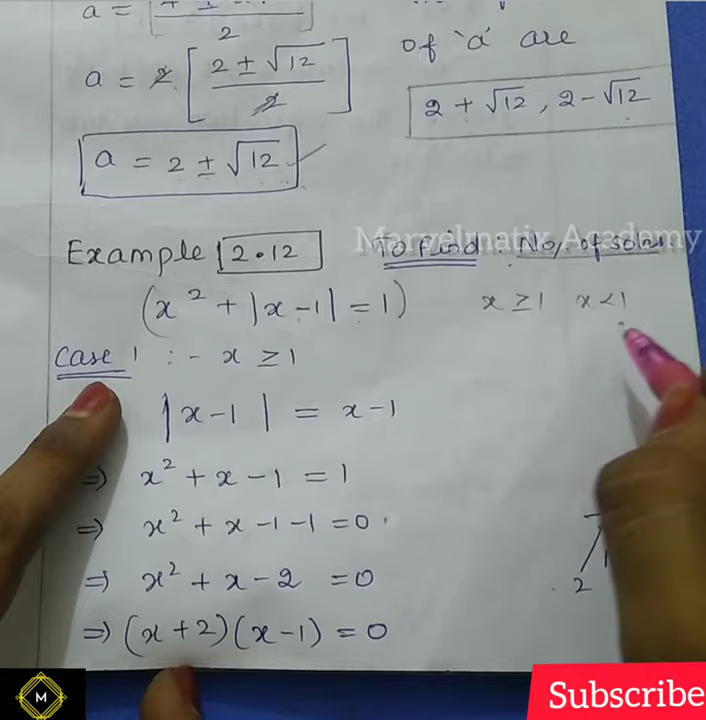 a =
2
a = 2 [ 2 ± √12 / 2 ]
a = 2 ± √12
of 'a' are
2 + √12 , 2 - √12
Marvelmatix Academy
Example 2.12
To Find : No. of solns
(x² + |x - 1| = 1)
x ≥ 1 x < 1
Case 1 : - x ≥ 1
|x - 1| = x - 1
⇒ x² + x - 1 = 1
⇒ x² + x - 1 - 1 = 0
⇒ x² + x - 2 = 0
2
⇒ (x + 2)(x - 1) = 0
M
Subscribe